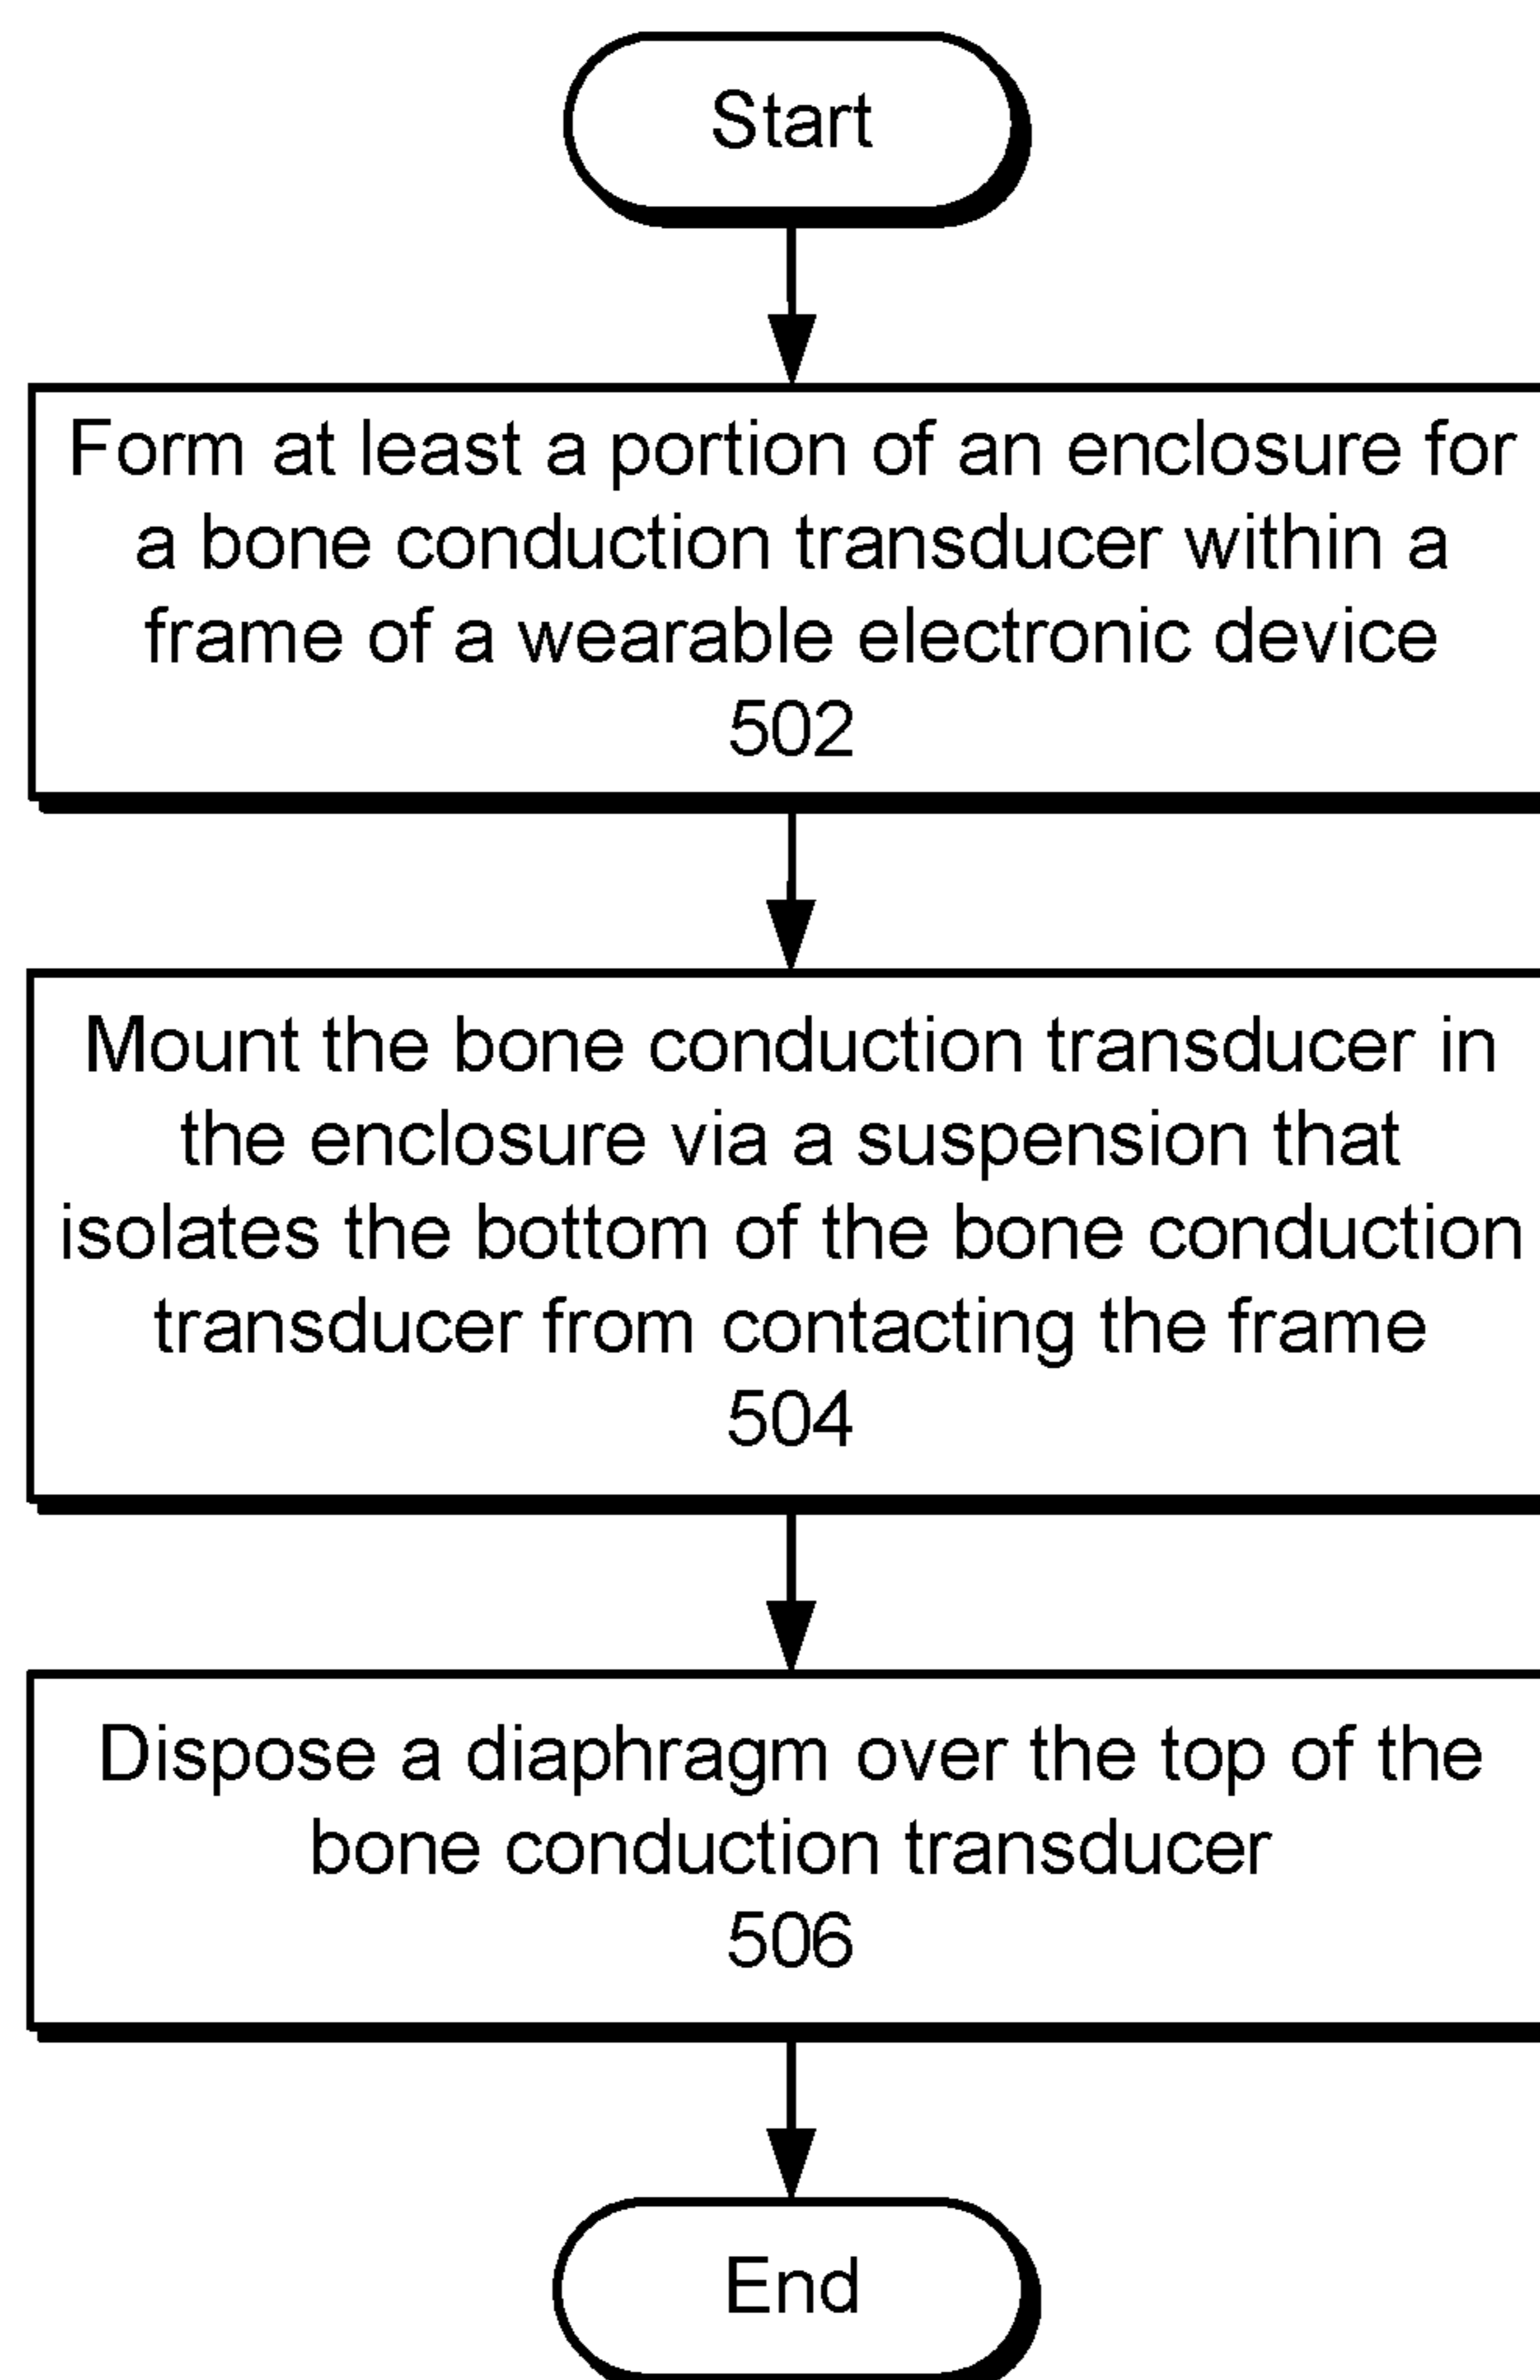 Start
Form at least a portion of an enclosure for
a bone conduction transducer within a
frame of a wearable electronic device
502
Mount the bone conduction transducer in
the enclosure via a suspension that
isolates the bottom of the bone conduction
transducer from contacting the frame
504
Dispose a diaphragm over the top of the
bone conduction transducer
506
End